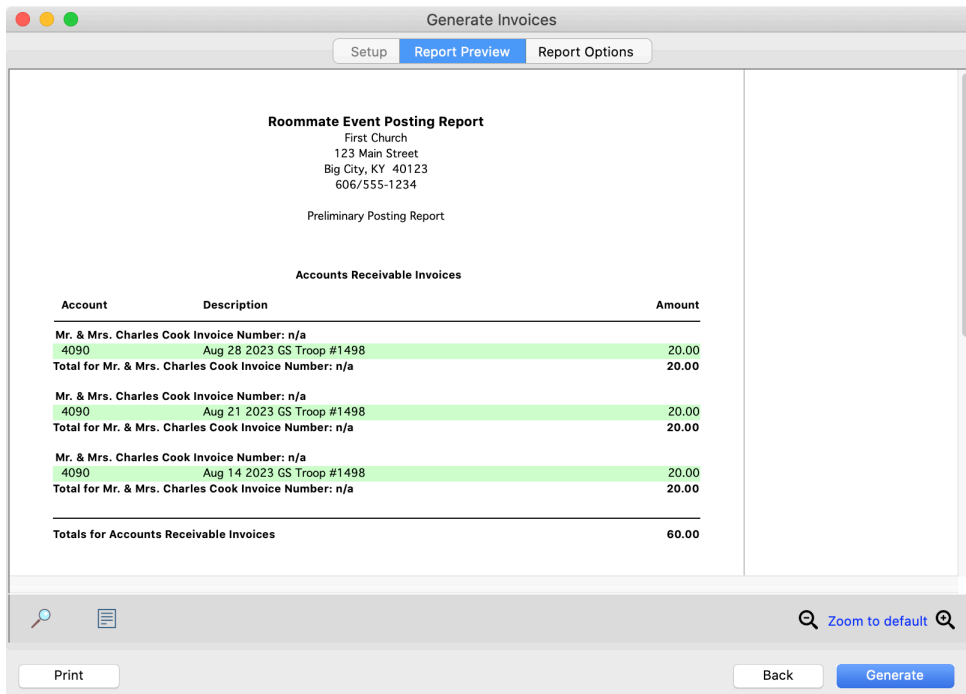 Generate Invoices
Setup Report Preview Report Options
Roommate Event Posting Report
First Church
123 Main Street
Big City, KY 40123
606/555-1234
Preliminary Posting Report
Accounts Receivable Invoices
Account Description Amount
Mr. & Mrs. Charles Cook Invoice Number: n/a
4090 Aug 28 2023 GS Troop #1498 20.00
Total for Mr. & Mrs. Charles Cook Invoice Number: n/a 20.00
Mr. & Mrs. Charles Cook Invoice Number: n/a
4090 Aug 21 2023 GS Troop #1498 20.00
Total for Mr. & Mrs. Charles Cook Invoice Number: n/a 20.00
Mr. & Mrs. Charles Cook Invoice Number: n/a
4090 Aug 14 2023 GS Troop #1498 20.00
Total for Mr. & Mrs. Charles Cook Invoice Number: n/a 20.00
Totals for Accounts Receivable Invoices 60.00
Zoom to default
Print Back Generate